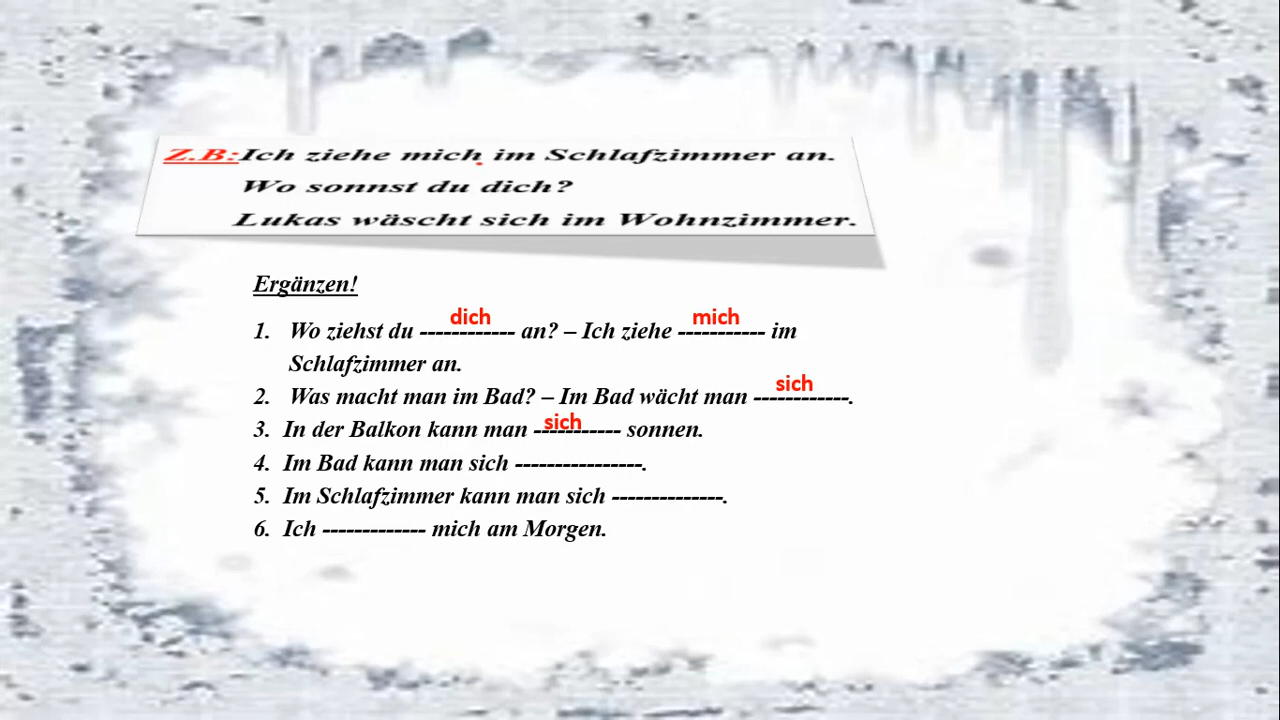 Z.B:Ich ziehe mich im Schlafzimmer an.
Wo sonnst du dich?
Lukas wäscht sich im Wohnzimmer.
Ergänzen!
1. Wo ziehst du ------------ dich an? – Ich ziehe ----------- mich im
Schlafzimmer an.
2. Was macht man im Bad? – Im Bad wächt man ------------ sich.
3. In der Balkon kann man ----------- sich sonnen.
4. Im Bad kann man sich ----------------.
5. Im Schlafzimmer kann man sich --------------.
6. Ich ------------- mich am Morgen.